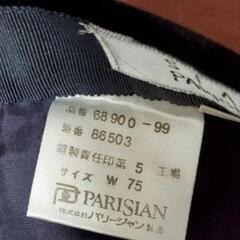 品番 68900-99
型番 86503
縫製責任印第 5 工場
サイズ W 75
PARISIAN
株式会社パリージャン製造